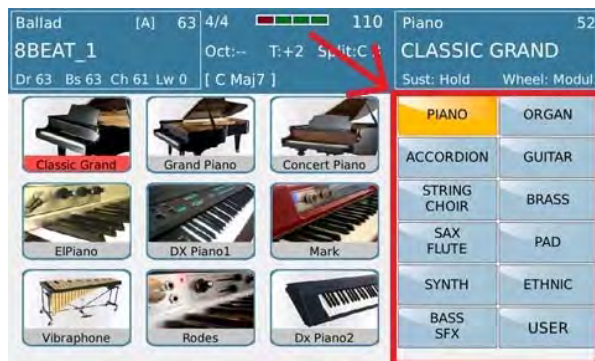 Ballad [A] 63
8BEAT_1
Dr 63 Bs 63 Ch 61 Lw 0
4/4 110
Oct:-- T:+2 Split:C
[ C Maj7 ]
Piano 52
CLASSIC GRAND
Sust: Hold Wheel: Modul.
Classic Grand
Grand Piano
Concert Piano
ElPiano
DX Piano1
Mark
Vibraphone
Rodes
Dx Piano2
PIANO
ORGAN
ACCORDION
GUITAR
STRING
CHOIR
BRASS
SAX
FLUTE
PAD
SYNTH
ETHNIC
BASS
SFX
USER